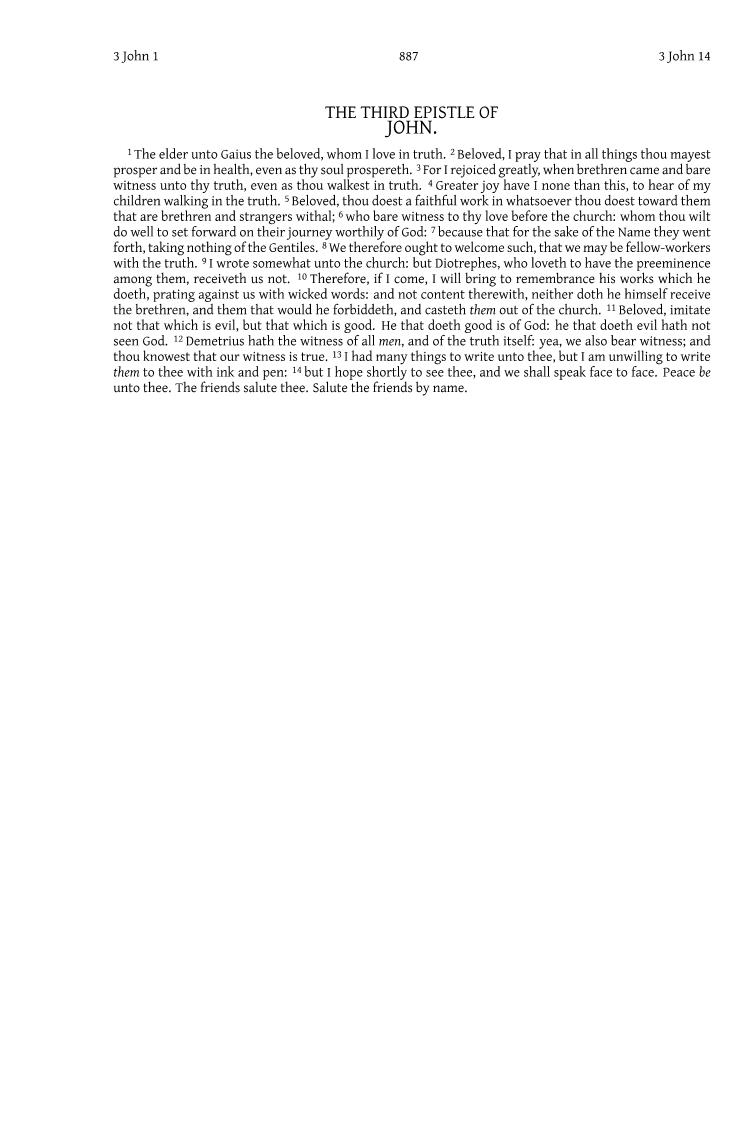 3 John 1 887 3 John 14
THE THIRD EPISTLE OF
JOHN.
1 The elder unto Gaius the beloved, whom I love in truth. 2 Beloved, I pray that in all things thou mayest
prosper and be in health, even as thy soul prospereth. 3 For I rejoiced greatly, when brethren came and bare
witness unto thy truth, even as thou walkest in truth. 4 Greater joy have I none than this, to hear of my
children walking in the truth. 5 Beloved, thou doest a faithful work in whatsoever thou doest toward them
that are brethren and strangers withal; 6 who bare witness to thy love before the church: whom thou wilt
do well to set forward on their journey worthily of God: 7 because that for the sake of the Name they went
forth, taking nothing of the Gentiles. 8 We therefore ought to welcome such, that we may be fellow-workers
with the truth. 9 I wrote somewhat unto the church: but Diotrephes, who loveth to have the preeminence
among them, receiveth us not. 10 Therefore, if I come, I will bring to remembrance his works which he
doeth, prating against us with wicked words: and not content therewith, neither doth he himself receive
the brethren, and them that would he forbiddeth, and casteth them out of the church. 11 Beloved, imitate
not that which is evil, but that which is good. He that doeth good is of God: he that doeth evil hath not
seen God. 12 Demetrius hath the witness of all men, and of the truth itself: yea, we also bear witness; and
thou knowest that our witness is true. 13 I had many things to write unto thee, but I am unwilling to write
them to thee with ink and pen: 14 but I hope shortly to see thee, and we shall speak face to face. Peace be
unto thee. The friends salute thee. Salute the friends by name.